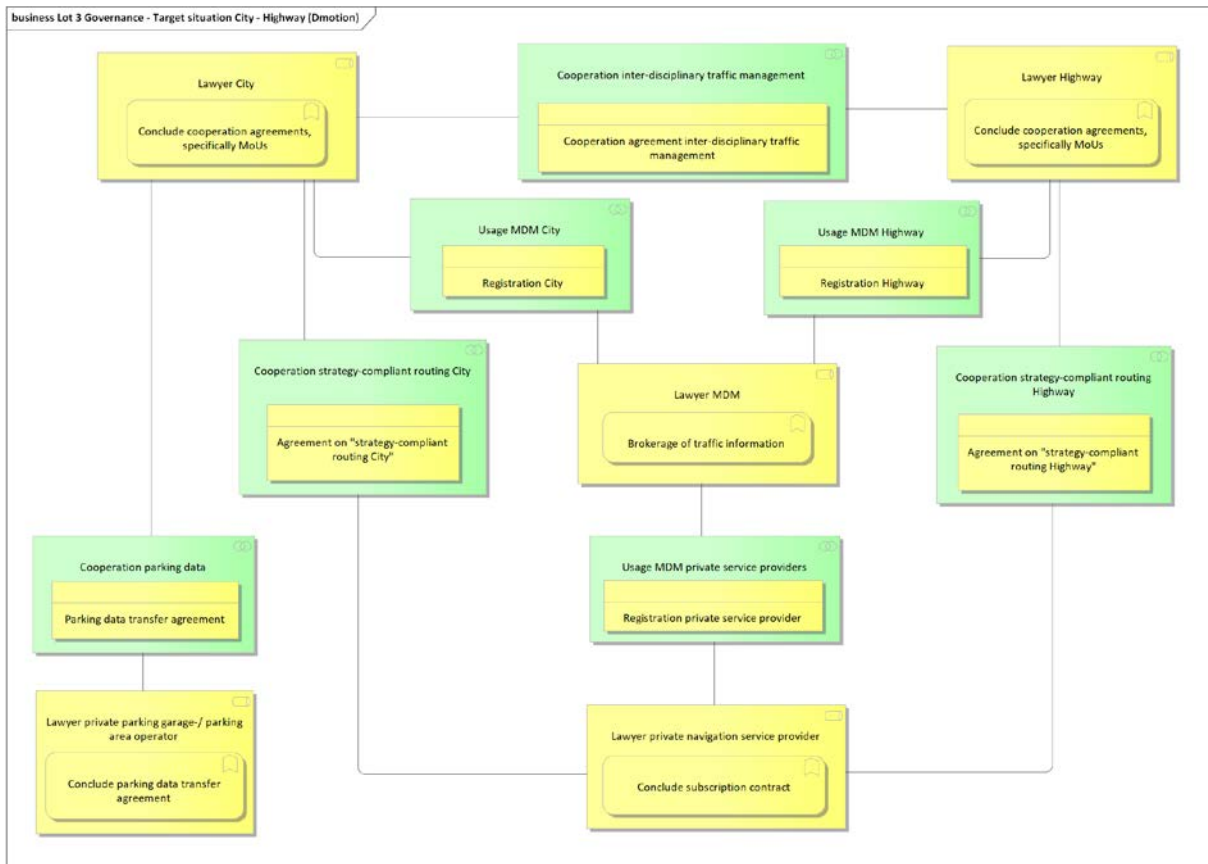 business Lot 3 Governance - Target situation City - Highway (Dmotion)
Lawyer City
Conclude cooperation agreements,
specifically MoUs
Cooperation inter-disciplinary traffic management
Cooperation agreement inter-disciplinary traffic
management
Lawyer Highway
Conclude cooperation agreements,
specifically MoUs
Usage MDM City
Registration City
Usage MDM Highway
Registration Highway
Cooperation strategy-compliant routing City
Agreement on "strategy-compliant
routing City"
Lawyer MDM
Brokerage of traffic information
Cooperation strategy-compliant routing
Highway
Agreement on "strategy-compliant
routing Highway"
Cooperation parking data
Parking data transfer agreement
Usage MDM private service providers
Registration private service provider
Lawyer private parking garage-/ parking
area operator
Conclude parking data transfer
agreement
Lawyer private navigation service provider
Conclude subscription contract